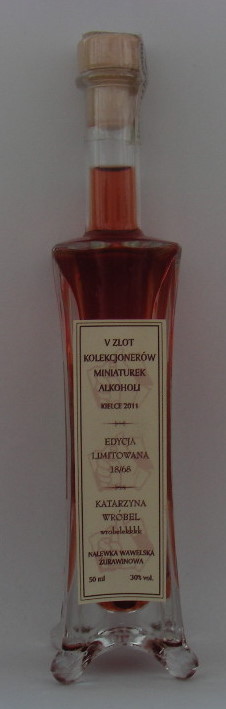 V ZLOT
KOLEKCJONERÓW
MINIATUREK
ALKOHOLI
KIELCE 2011
EDYCJA
LIMITOWANA
18/68
KATARZYNA
WRÓBEL
wrobelekkkk
NALEWKA WAWELSKA
ŻURAWINOWA
50 ml 30% vol.